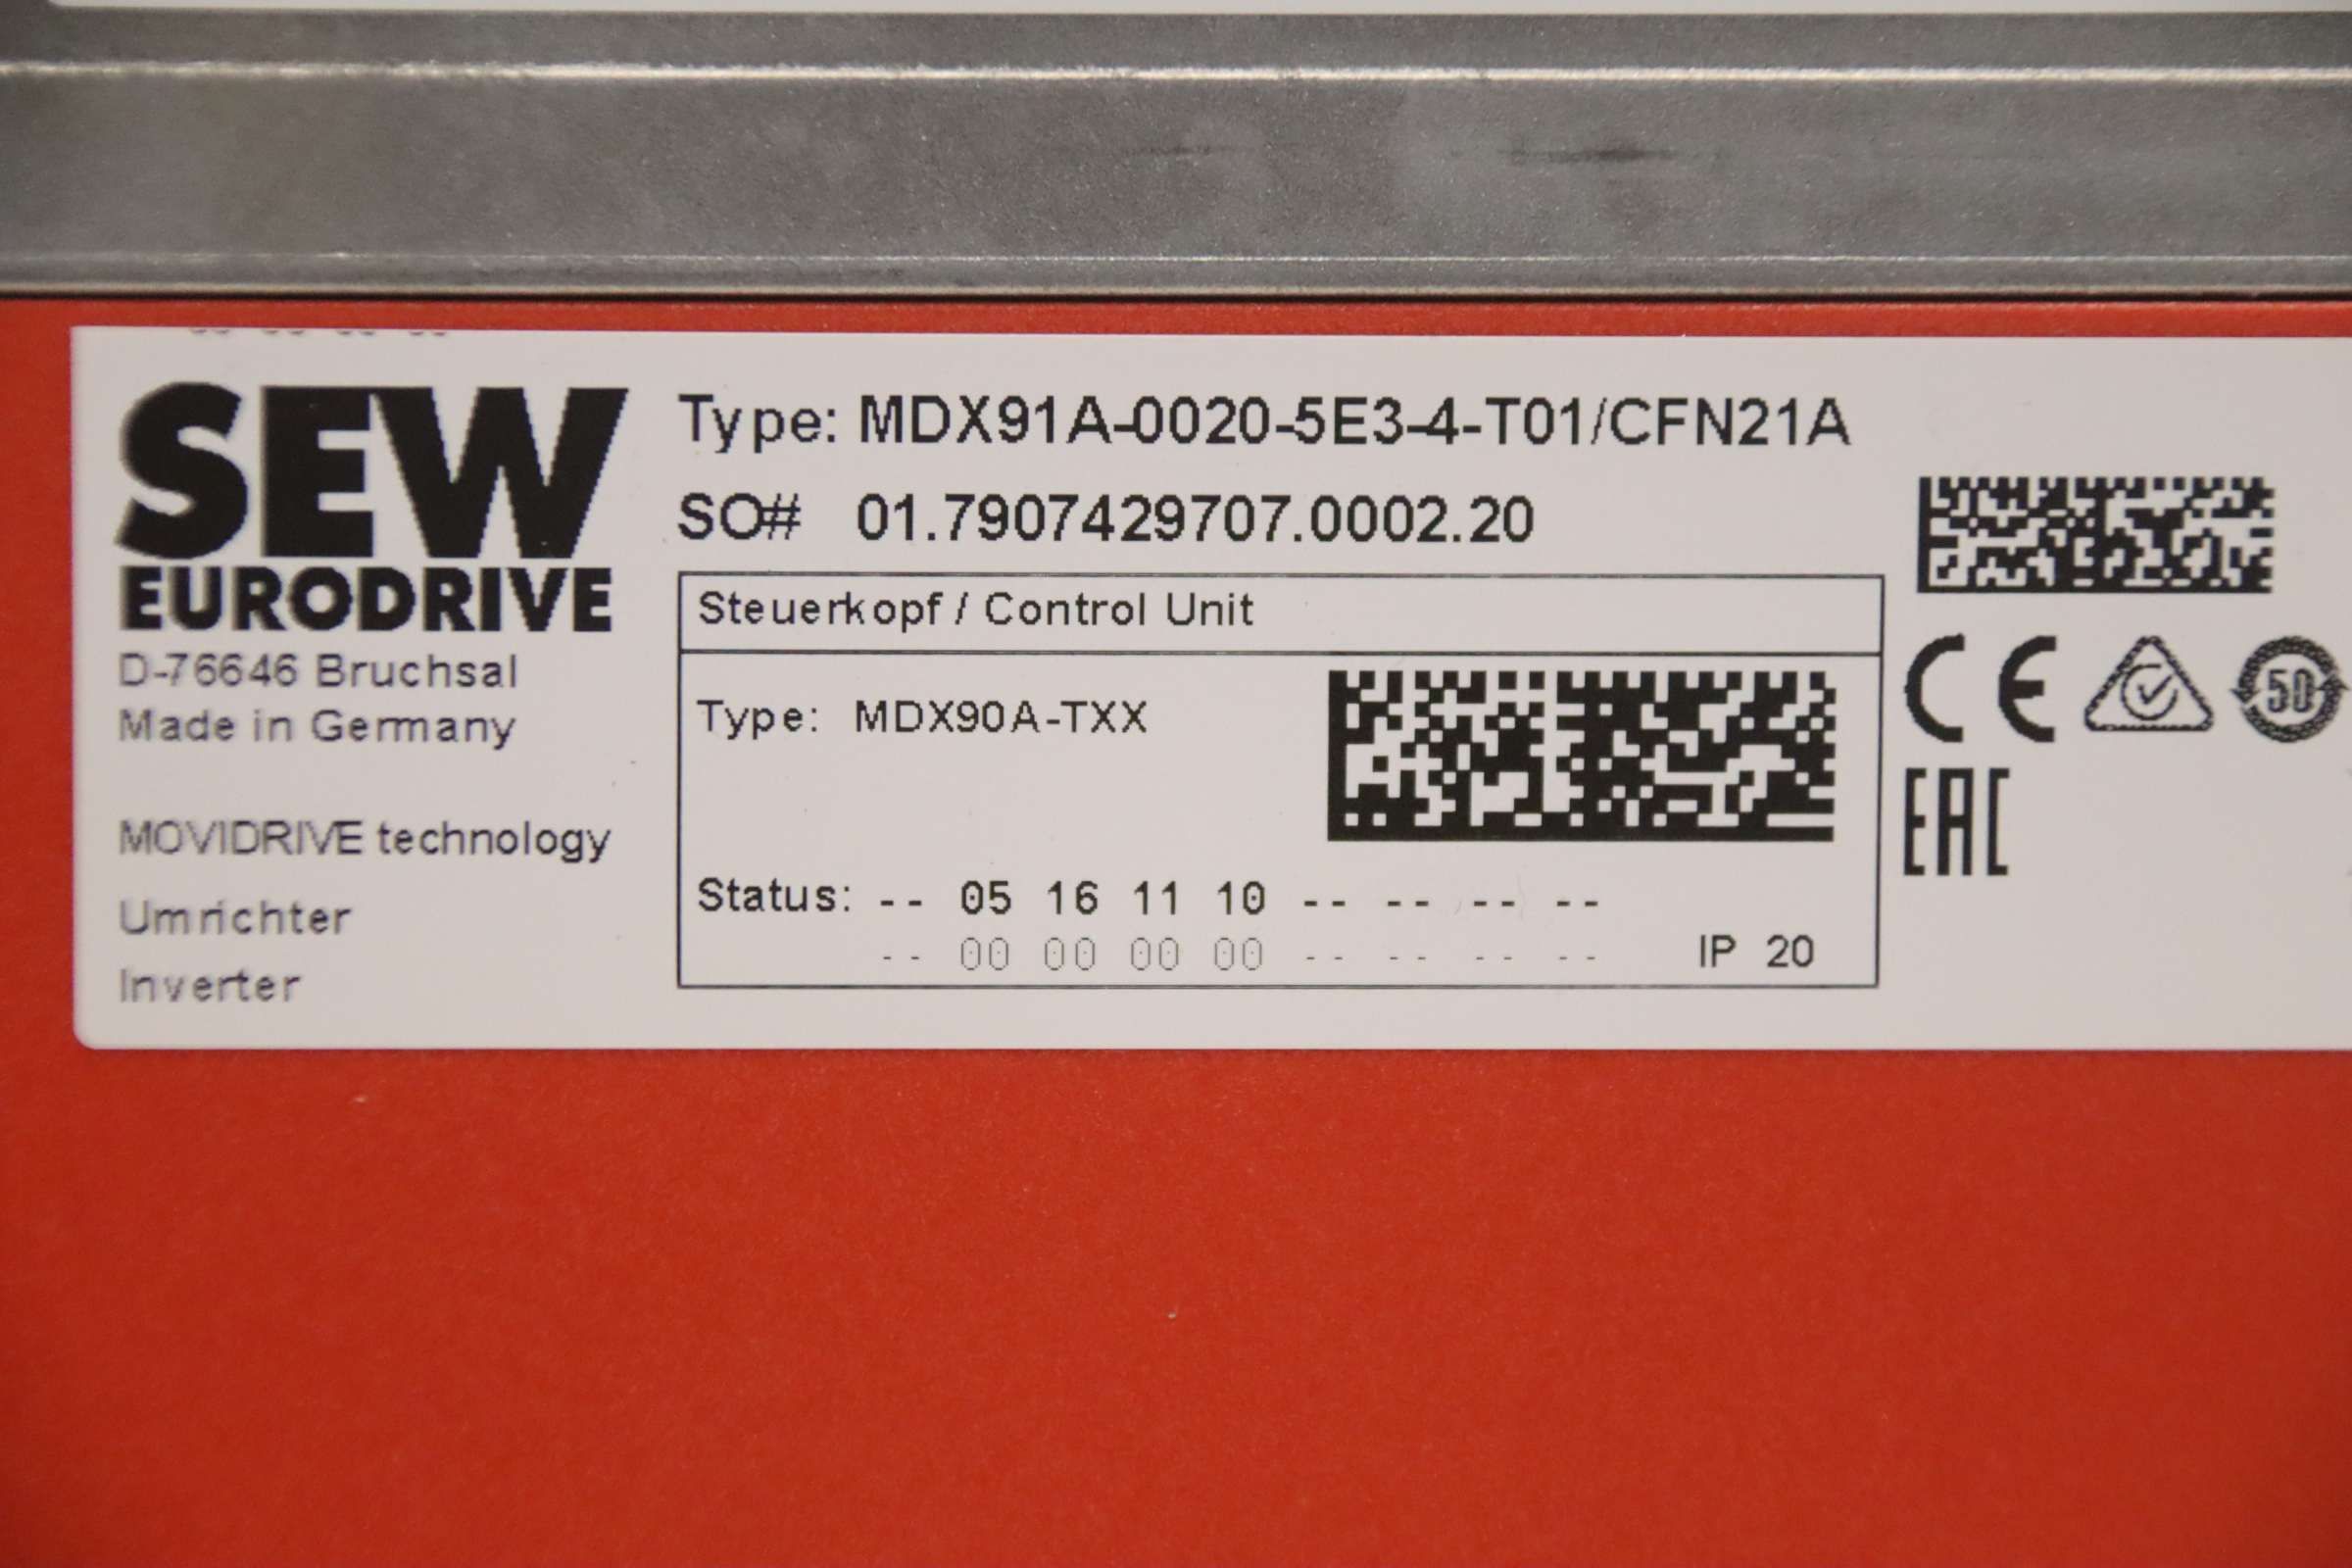 SEW
EURODRIVE
D-76646 Bruchsal
Made in Germany
MOVIDRIVE technology
Umrichter
Inverter
Type: MDX91A-0020-5E3-4-T01/CFN21A
SO# 01.7907429707.0002.20
Steuerkopf / Control Unit
Type: MDX90A-TXX
Status: -- 05 16 11 10 -- -- -- --
-- 00 00 00 00 -- -- -- --
IP 20
CE
50
EAC